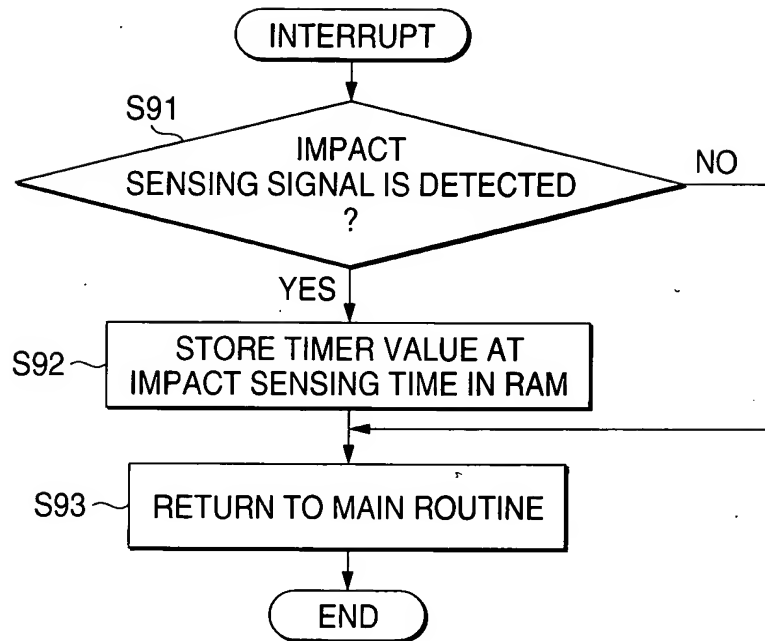 INTERRUPT
S91
IMPACT
SENSING SIGNAL IS DETECTED
?
NO
YES
S92
STORE TIMER VALUE AT
IMPACT SENSING TIME IN RAM
S93
RETURN TO MAIN ROUTINE
END